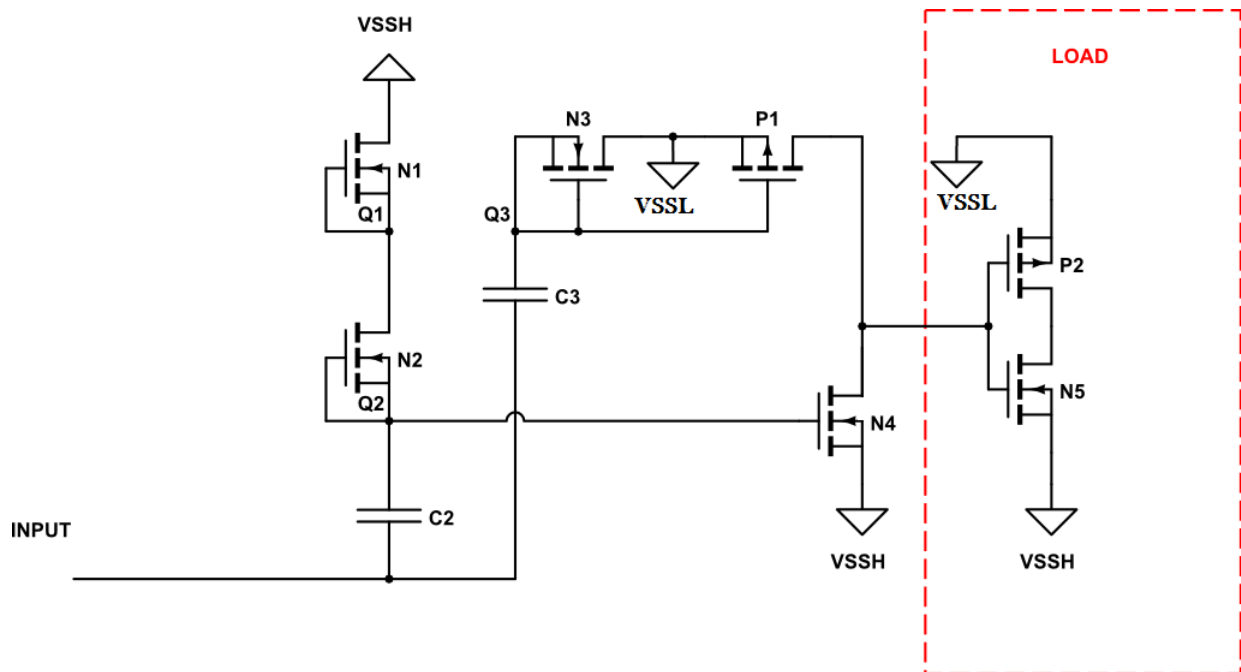 VSSH
LOAD
N3
P1
N1
VSSL
VSSL
Q1
Q3
P2
C3
N2
Q2
N5
N4
C2
INPUT
VSSH
VSSH